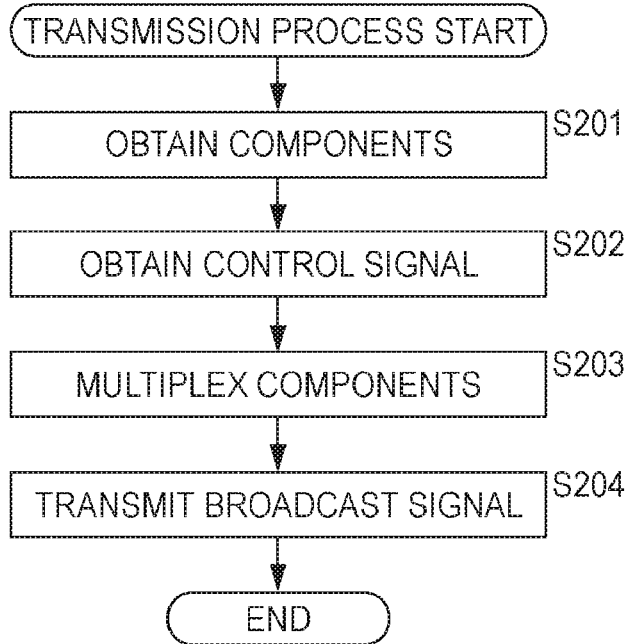 TRANSMISSION PROCESS START
S201
OBTAIN COMPONENTS
S202
OBTAIN CONTROL SIGNAL
S203
MULTIPLEX COMPONENTS
S204
TRANSMIT BROADCAST SIGNAL
END